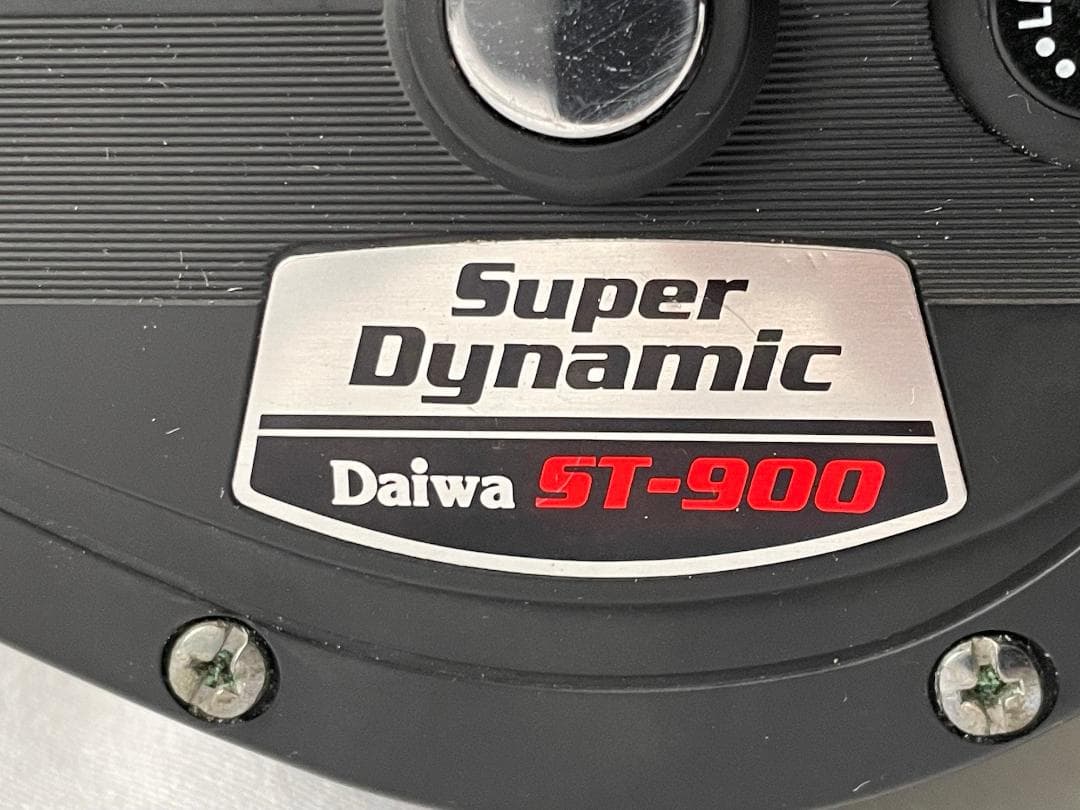 Super
Dynamic
Daiwa ST-900